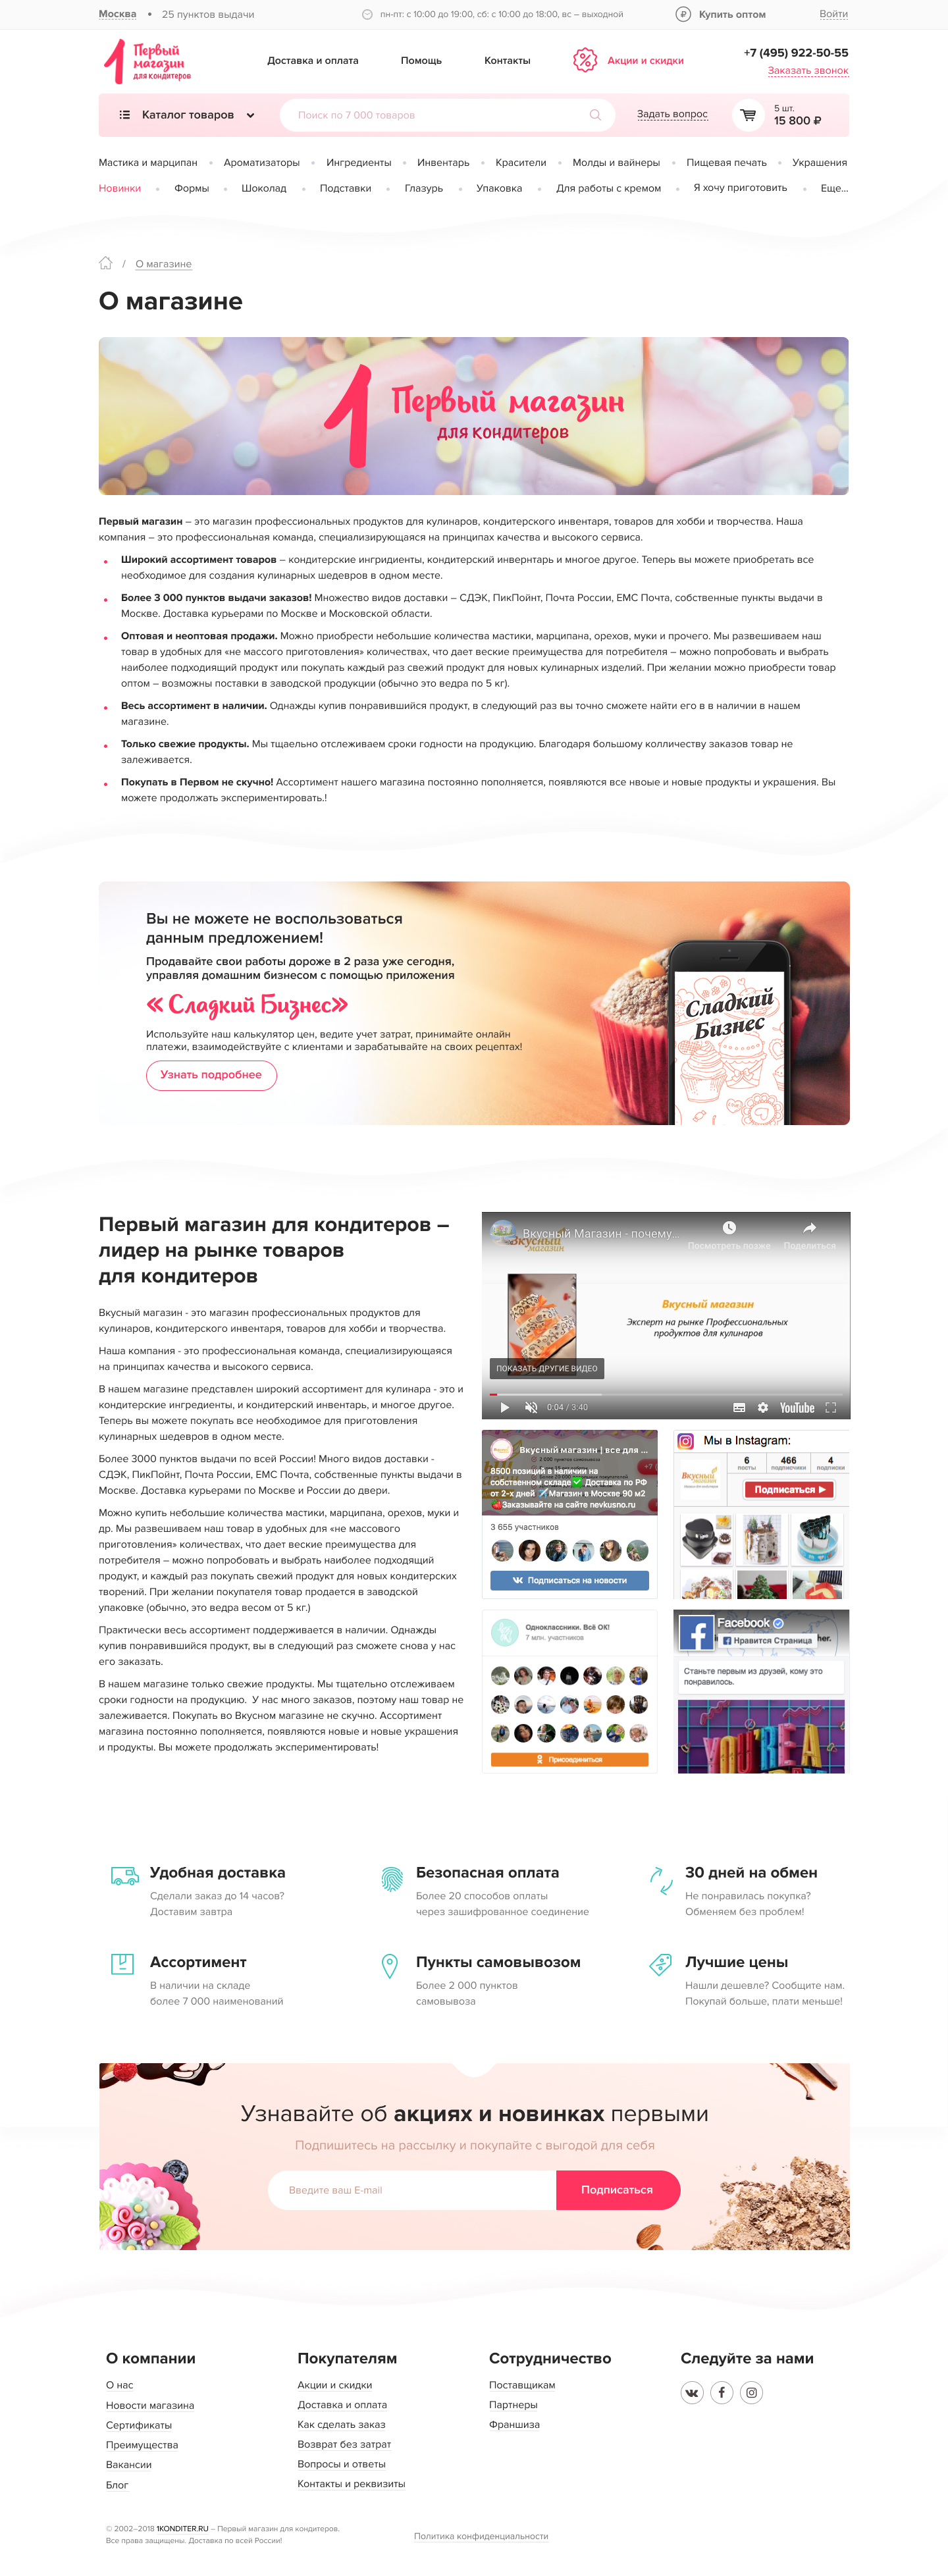 Москва • 25 пунктов выдачи
пн-пт: с 10:00 до 19:00, сб: с 10:00 до 18:00, вс – выходной
Купить оптом
Войти
Первый
магазин
для кондитеров
Доставка и оплата
Помощь
Контакты
Акции и скидки
+7 (495) 922-50-55
Заказать звонок
Каталог товаров
Поиск по 7 000 товаров
Задать вопрос
5 шт.
15 800 ₽
Мастика и марципан • Ароматизаторы • Ингредиенты • Инвентарь • Красители • Молды и вайнеры • Пищевая печать • Украшения
Новинки • Формы • Шоколад • Подставки • Глазурь • Упаковка • Для работы с кремом • Я хочу приготовить • Еще...
/ О магазине
О магазине
1 Первый магазин
для кондитеров
Первый магазин – это магазин профессиональных продуктов для кулинаров, кондитерского инвентаря, товаров для хобби и творчества. Наша
компания – это профессиональная команда, специализирующаяся на принципах качества и высокого сервиса.
• Широкий ассортимент товаров – кондитерские ингридиенты, кондитерский инвернтарь и многое другое. Теперь вы можете приобретать все
необходимое для создания кулинарных шедевров в одном месте.
• Более 3 000 пунктов выдачи заказов! Множество видов доставки – СДЭК, ПикПойнт, Почта России, ЕМС Почта, собственные пункты выдачи в
Москве. Доставка курьерами по Москве и Московской области.
• Оптовая и неоптовая продажи. Можно приобрести небольшие количества мастики, марципана, орехов, муки и прочего. Мы развешиваем наш
товар в удобных для «не массого приготовления» количествах, что дает веские преимущества для потребителя – можно попробовать и выбрать
наиболее подходиящий продукт или покупать каждый раз свежий продукт для новых кулинарных изделий. При желании можно приобрести товар
оптом – возможны поставки в заводской продукции (обычно это ведра по 5 кг).
• Весь ассортимент в наличии. Однажды купив понравившийся продукт, в следующий раз вы точно сможете найти его в в наличии в нашем
магазине.
• Только свежие продукты. Мы тщаельно отслеживаем сроки годности на продукцию. Благодаря большому колличеству заказов товар не
залеживается.
• Покупать в Первом не скучно! Ассортимент нашего магазина постоянно пополняется, появляются все нвоые и новые продукты и украшения. Вы
можете продолжать экспериментировать.!
Вы не можете не воспользоваться
данным предложением!
Продавайте свои работы дороже в 2 раза уже сегодня,
управляя домашним бизнесом с помощью приложения
« Сладкий Бизнес»
Используйте наш калькулятор цен, ведите учет затрат, принимайте онлайн
платежи, взаимодействуйте с клиентами и зарабатывайте на своих рецептах!
Узнать подробнее
Сладкий
Бизнес
Первый магазин для кондитеров –
лидер на рынке товаров
для кондитеров
Вкусный магазин - это магазин профессиональных продуктов для
кулинаров, кондитерского инвентаря, товаров для хобби и творчества.
Наша компания - это профессиональная команда, специализирующаяся
на принципах качества и высокого сервиса.
В нашем магазине представлен широкий ассортимент для кулинара - это и
кондитерские ингредиенты, и кондитерский инвентарь, и многое другое.
Теперь вы можете покупать все необходимое для приготовления
кулинарных шедевров в одном месте.
Более 3000 пунктов выдачи по всей России! Много видов доставки -
СДЭК, ПикПойнт, Почта России, ЕМС Почта, собственные пункты выдачи в
Москве. Доставка курьерами по Москве и России до двери.
Можно купить небольшие количества мастики, марципана, орехов, муки и
др. Мы развешиваем наш товар в удобных для «не массового
приготовления» количествах, что дает веские преимущества для
потребителя – можно попробовать и выбрать наиболее подходящий
продукт, и каждый раз покупать свежий продукт для новых кондитерских
творений. При желании покупателя товар продается в заводской
упаковке (обычно, это ведра весом от 5 кг.)
Практически весь ассортимент поддерживается в наличии. Однажды
купив понравившийся продукт, вы в следующий раз сможете снова у нас
его заказать.
В нашем магазине только свежие продукты. Мы тщательно отслеживаем
сроки годности на продукцию. У нас много заказов, поэтому наш товар не
залеживается. Покупать во Вкусном магазине не скучно. Ассортимент
магазина постоянно пополняется, появляются новые и новые украшения
и продукты. Вы можете продолжать экспериментировать!
Вкусный Магазин - почему...
Посмотреть позже
Поделиться
Вкусный магазин
Эксперт на рынке Профессиональных
продуктов для кулинаров
ПОКАЗАТЬ ДРУГИЕ ВИДЕО
0:04 / 3:40
YouTube
Вкусный магазин | все для ...
8500 позиций в наличии на
собственном складе✅ доставка по РФ
от 2-х дней ✈Магазин в Москве 90 м2
Заказывайте на сайте nevkusno.ru
3 655 участников
Подписаться на новости
Мы в Instagram:
6
посты
466
подписчики
4
подписки
Подписаться
Одноклассники. Всё ОК!
7 млн. участников
Присоединиться
Facebook
Нравится Страница
Станьте первым из друзей, кому это
понравилось.
YOU'RE A
Удобная доставка
Сделали заказ до 14 часов?
Доставим завтра
Безопасная оплата
Более 20 способов оплаты
через зашифрованное соединение
30 дней на обмен
Не понравилась покупка?
Обменяем без проблем!
Ассортимент
В наличии на складе
более 7 000 наименований
Пункты самовывозом
Более 2 000 пунктов
самовывоза
Лучшие цены
Нашли дешевле? Сообщите нам.
Покупай больше, плати меньше!
Узнавайте об акциях и новинках первыми
Подпишитесь на рассылку и покупайте с выгодой для себя
Введите ваш E-mail
Подписаться
О компании
О нас
Новости магазина
Сертификаты
Преимущества
Вакансии
Блог
Покупателям
Акции и скидки
Доставка и оплата
Как сделать заказ
Возврат без затрат
Вопросы и ответы
Контакты и реквизиты
Сотрудничество
Поставщикам
Партнеры
Франшиза
Следуйте за нами
© 2002–2018 1KONDITER.RU – Первый магазин для кондитеров.
Все права защищены. Доставка по всей России!
Политика конфиденциальности